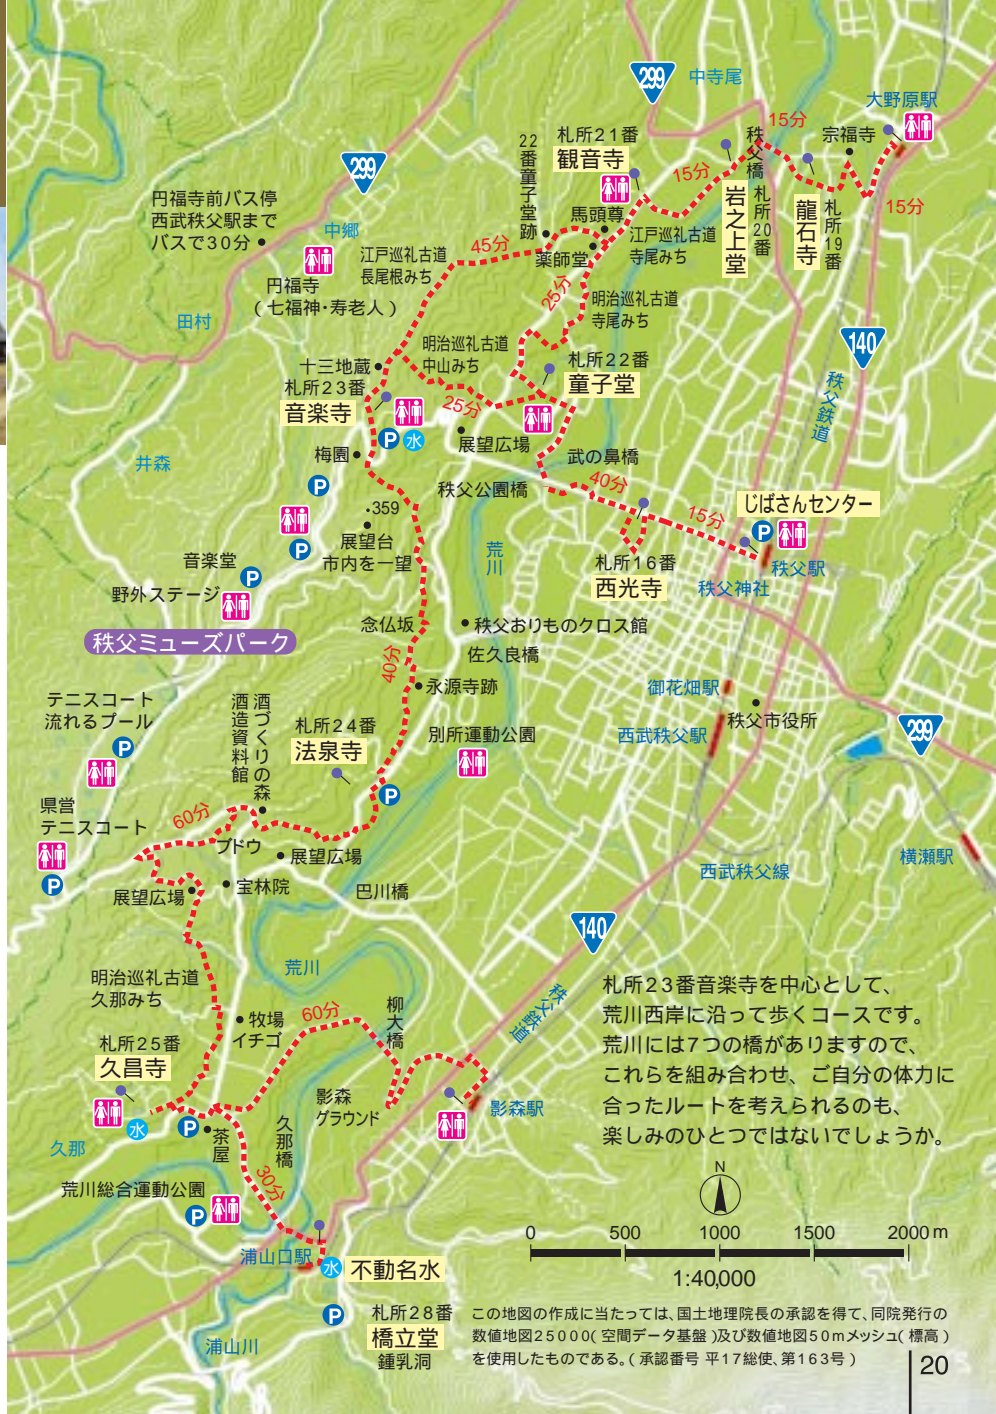 299
中寺尾
大野原駅
15分
宗福寺
秩父橋
札所21番
観音寺
22番童子堂跡
299
15分
岩之上堂
札所20番
龍石寺
札所19番
15分
円福寺前バス停
西武秩父駅まで
バスで30分
中郷
馬頭尊
江戸巡礼古道
長尾根みち
45分
薬師堂
江戸巡礼古道
寺尾みち
円福寺
(七福神・寿老人)
25分
明治巡礼古道
寺尾みち
田村
140
明治巡礼古道
中山みち
十三地蔵
札所23番
音楽寺
札所22番
童子堂
秩父鉄道
25分
P
水
展望広場
梅園
武の鼻橋
井森
P
秩父公園橋
40分
じばさんセンター
・359
展望台
市内を一望
P
15分
P
荒川
音楽堂
P
野外ステージ
札所16番
西光寺
秩父駅
秩父神社
秩父ミューズパーク
念仏坂
秩父おりものクロス館
佐久良橋
40分
永源寺跡
御花畑駅
テニスコート
流れるプール
P
酒づくりの森
酒造資料館
札所24番
法泉寺
別所運動公園
西武秩父駅
秩父市役所
299
P
県営
テニスコート
P
60分
ブドウ
展望広場
横瀬駅
西武秩父線
展望広場
宝林院
巴川橋
140
荒川
明治巡礼古道
久那みち
秩父鉄道
札所23番音楽寺を中心として、
荒川西岸に沿って歩くコースです。
荒川には7つの橋がありますので、
これらを組み合わせ、ご自分の体力に
合ったルートを考えられるのも、
楽しみのひとつではないでしょうか。
牧場
イチゴ
60分
柳大橋
札所25番
久昌寺
影森
グラウンド
影森駅
水
P
茶屋
久那橋
久那
30分
荒川総合運動公園
P
N
0 500 1000 1500 2000m
1:40,000
浦山口駅
水
不動名水
P
札所28番
橋立堂
鍾乳洞
浦山川
この地図の作成に当たっては、国土地理院長の承認を得て、同院発行の
数値地図25000(空間データ基盤)及び数値地図50mメッシュ(標高)
を使用したものである。(承認番号 平17総使、第163号)
20